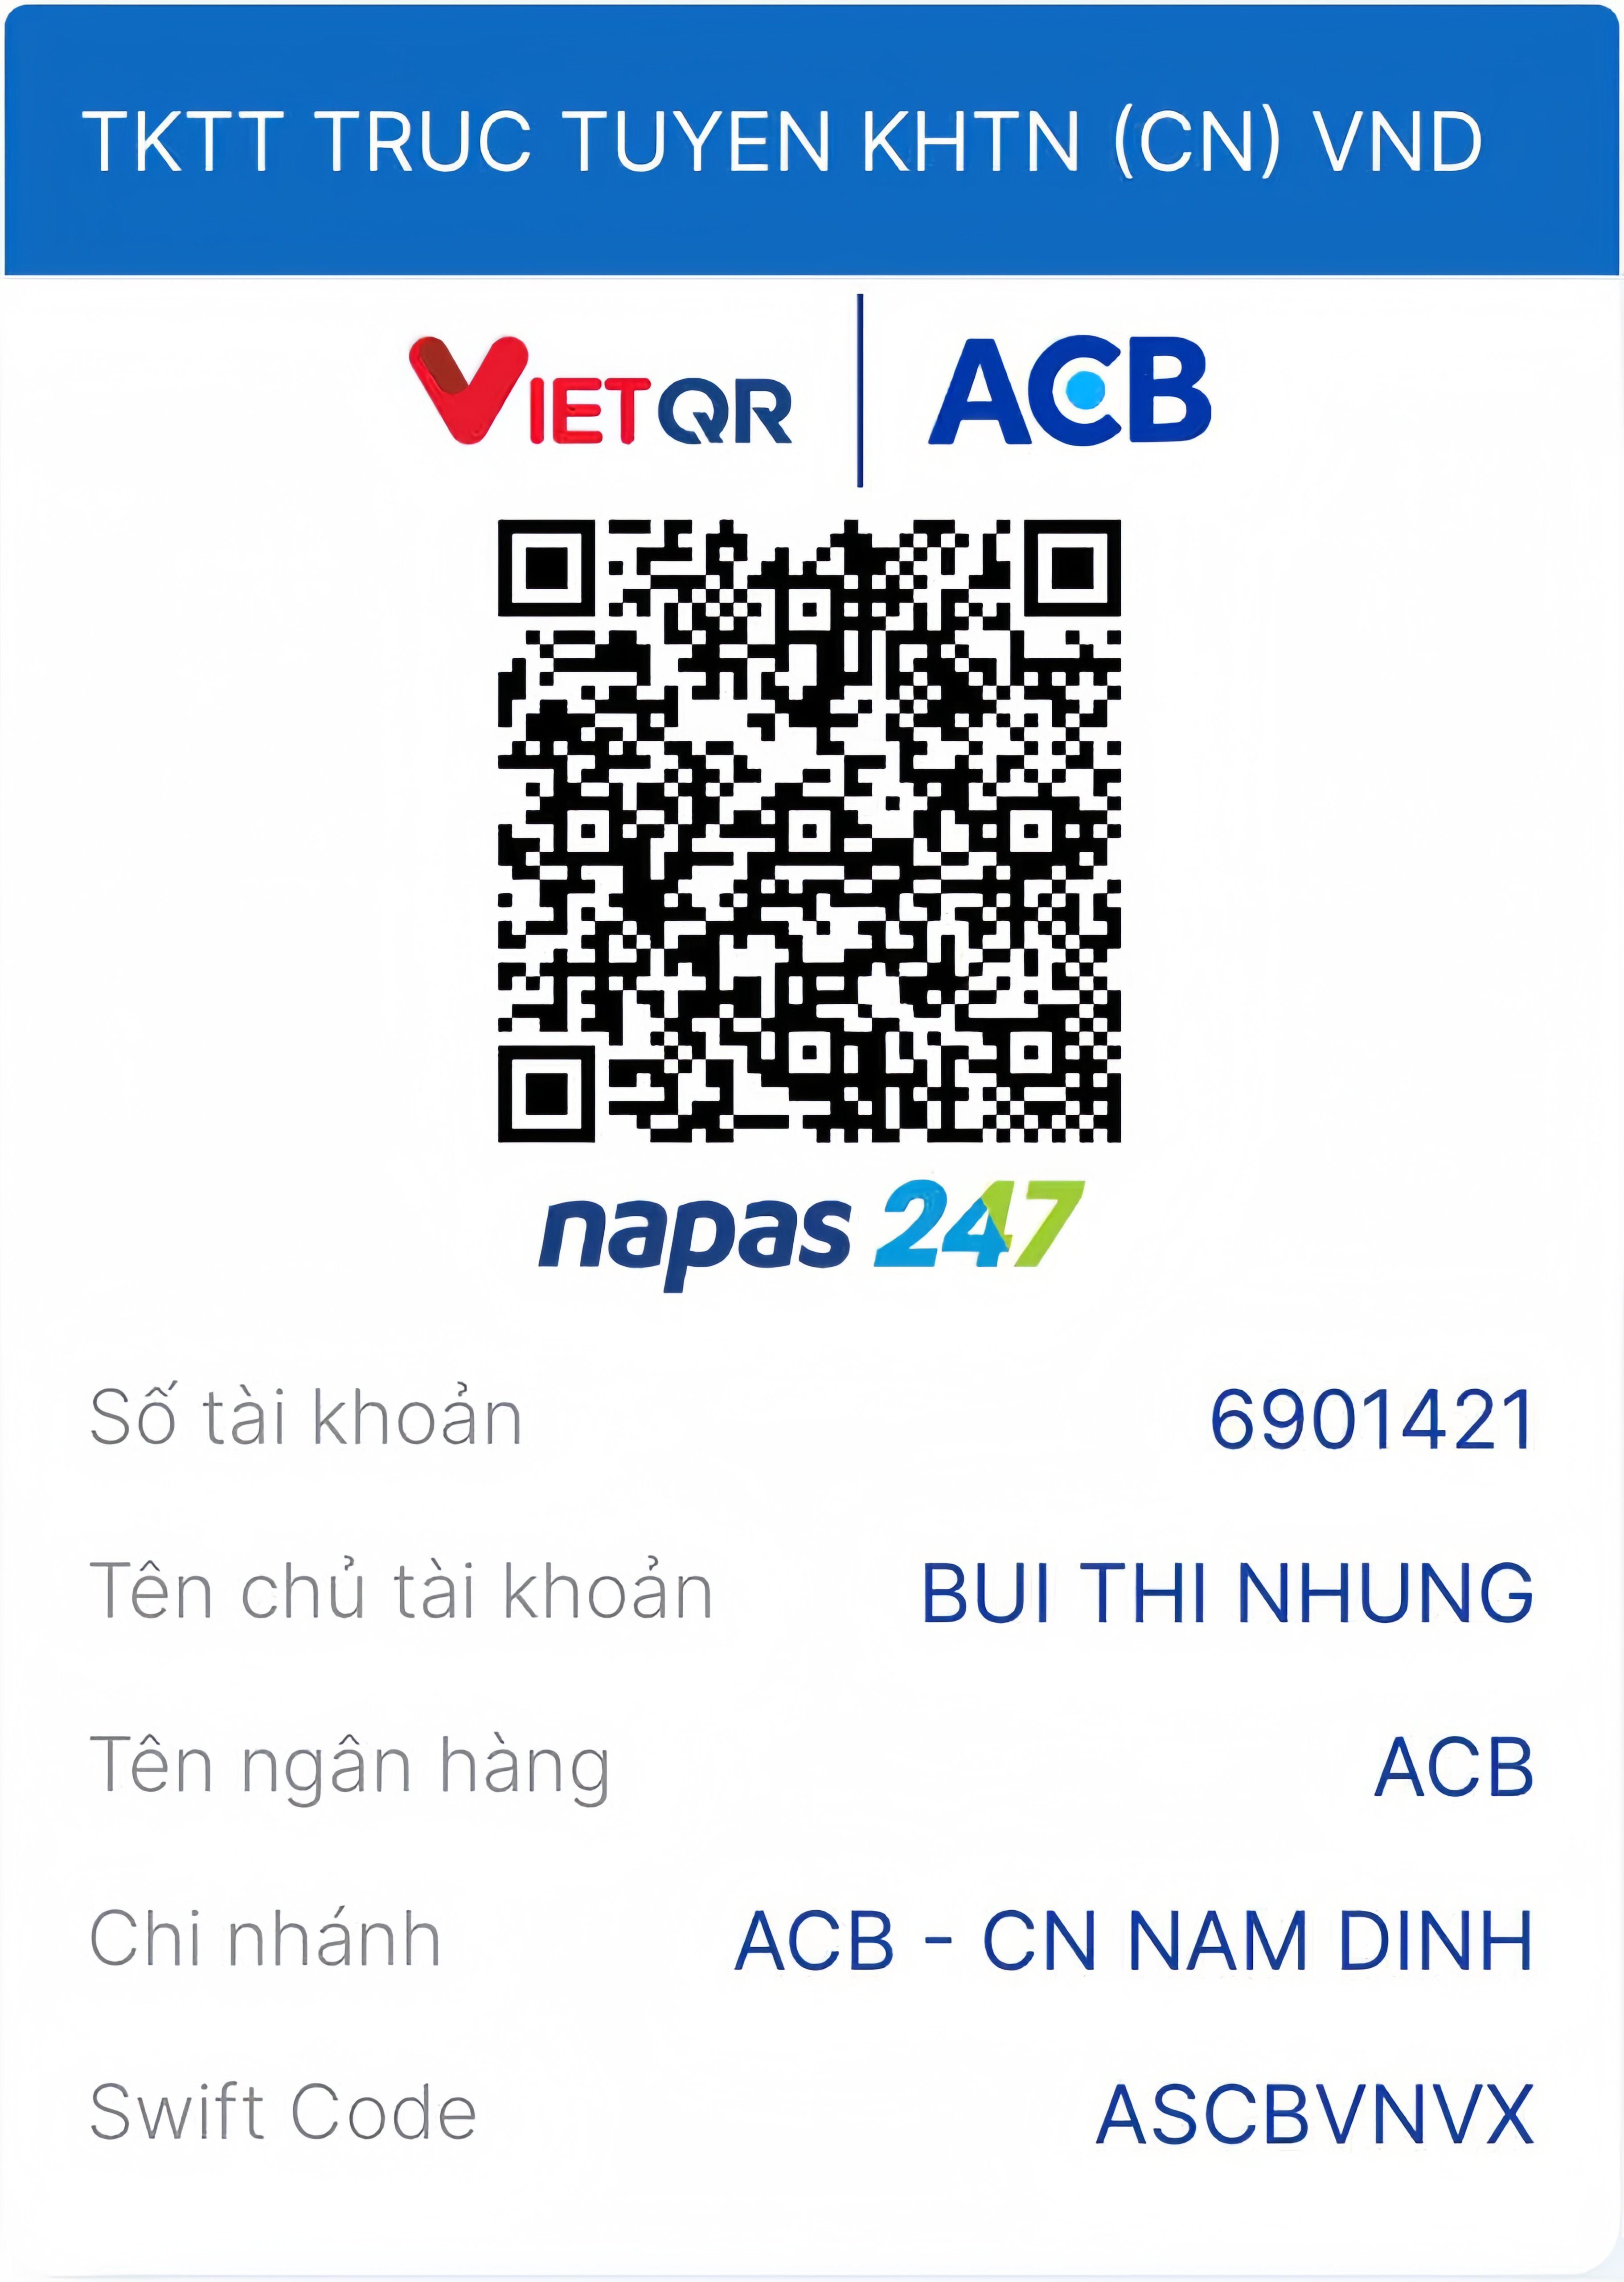 TKTT TRUC TUYEN KHTN (CN) VND
VIETQR ACB
napas 247
Số tài khoản 6901421
Tên chủ tài khoản BUI THI NHUNG
Tên ngân hàng ACB
Chi nhánh ACB - CN NAM DINH
Swift Code ASCBVNVX